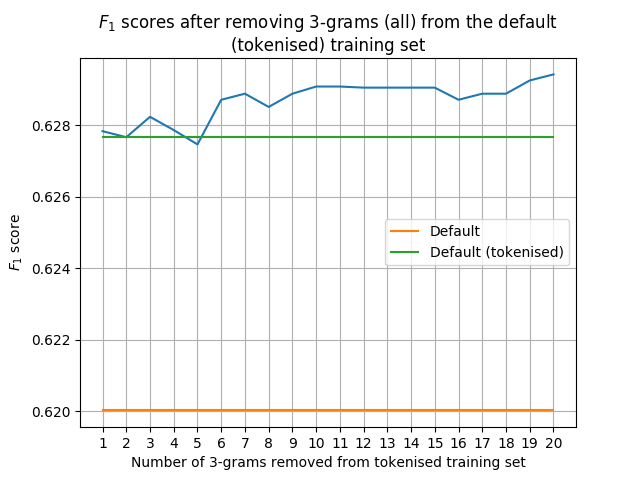 F₁ scores after removing 3-grams (all) from the default
(tokenised) training set
F₁ score
0.628
0.626
0.624
0.622
0.620
Default
Default (tokenised)
1 2 3 4 5 6 7 8 9 10 11 12 13 14 15 16 17 18 19 20
Number of 3-grams removed from tokenised training set